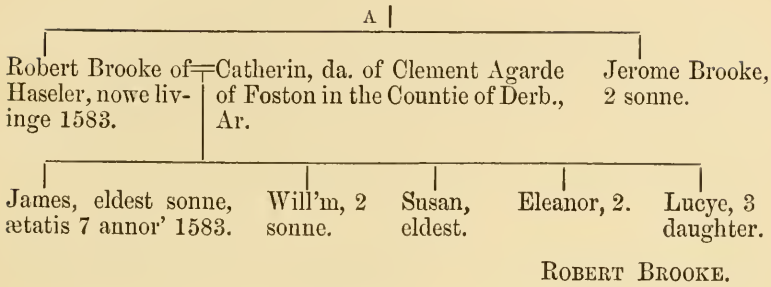 A
Robert Brooke of
Haseler, nowe liv-
inge 1583.
Catherin, da. of Clement Agarde
of Foston in the Countie of Derb.,
Ar.
Jerome Brooke,
2 sonne.
James, eldest sonne,
ætatis 7 annor' 1583.
Will'm, 2
sonne.
Susan,
eldest.
Eleanor, 2.
Lucye, 3
daughter.
ROBERT BROOKE.